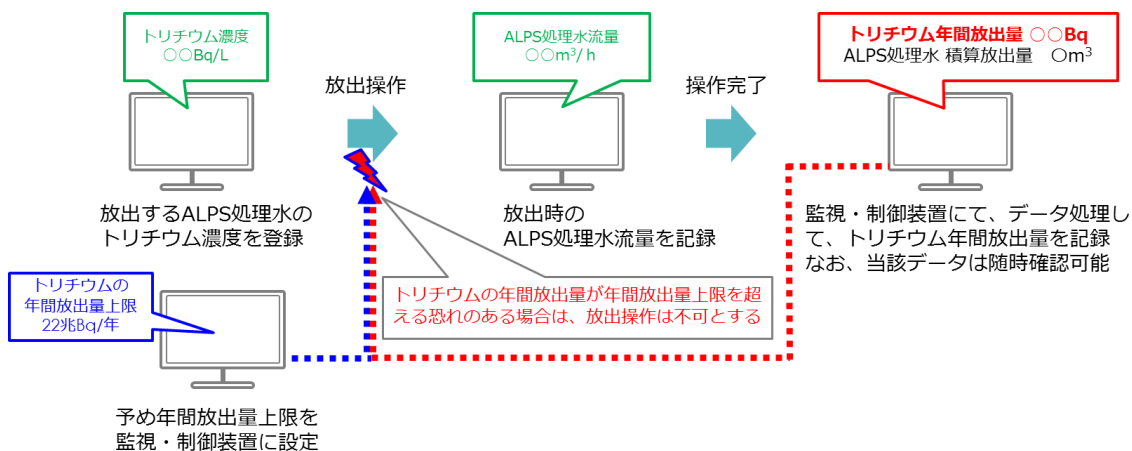 トリチウム濃度
○○Bq/L
放出操作
ALPS処理水流量
○○m³/ h
操作完了
トリチウム年間放出量 ○○Bq
ALPS処理水 積算放出量　○m³
放出するALPS処理水の
トリチウム濃度を登録
放出時の
ALPS処理水流量を記録
監視・制御装置にて、データ処理し
て、トリチウム年間放出量を記録
なお、当該データは随時確認可能
トリチウムの
年間放出量上限
22兆Bq/年
トリチウムの年間放出量が年間放出量上限を超
える恐れのある場合は、放出操作は不可とする
予め年間放出量上限を
監視・制御装置に設定